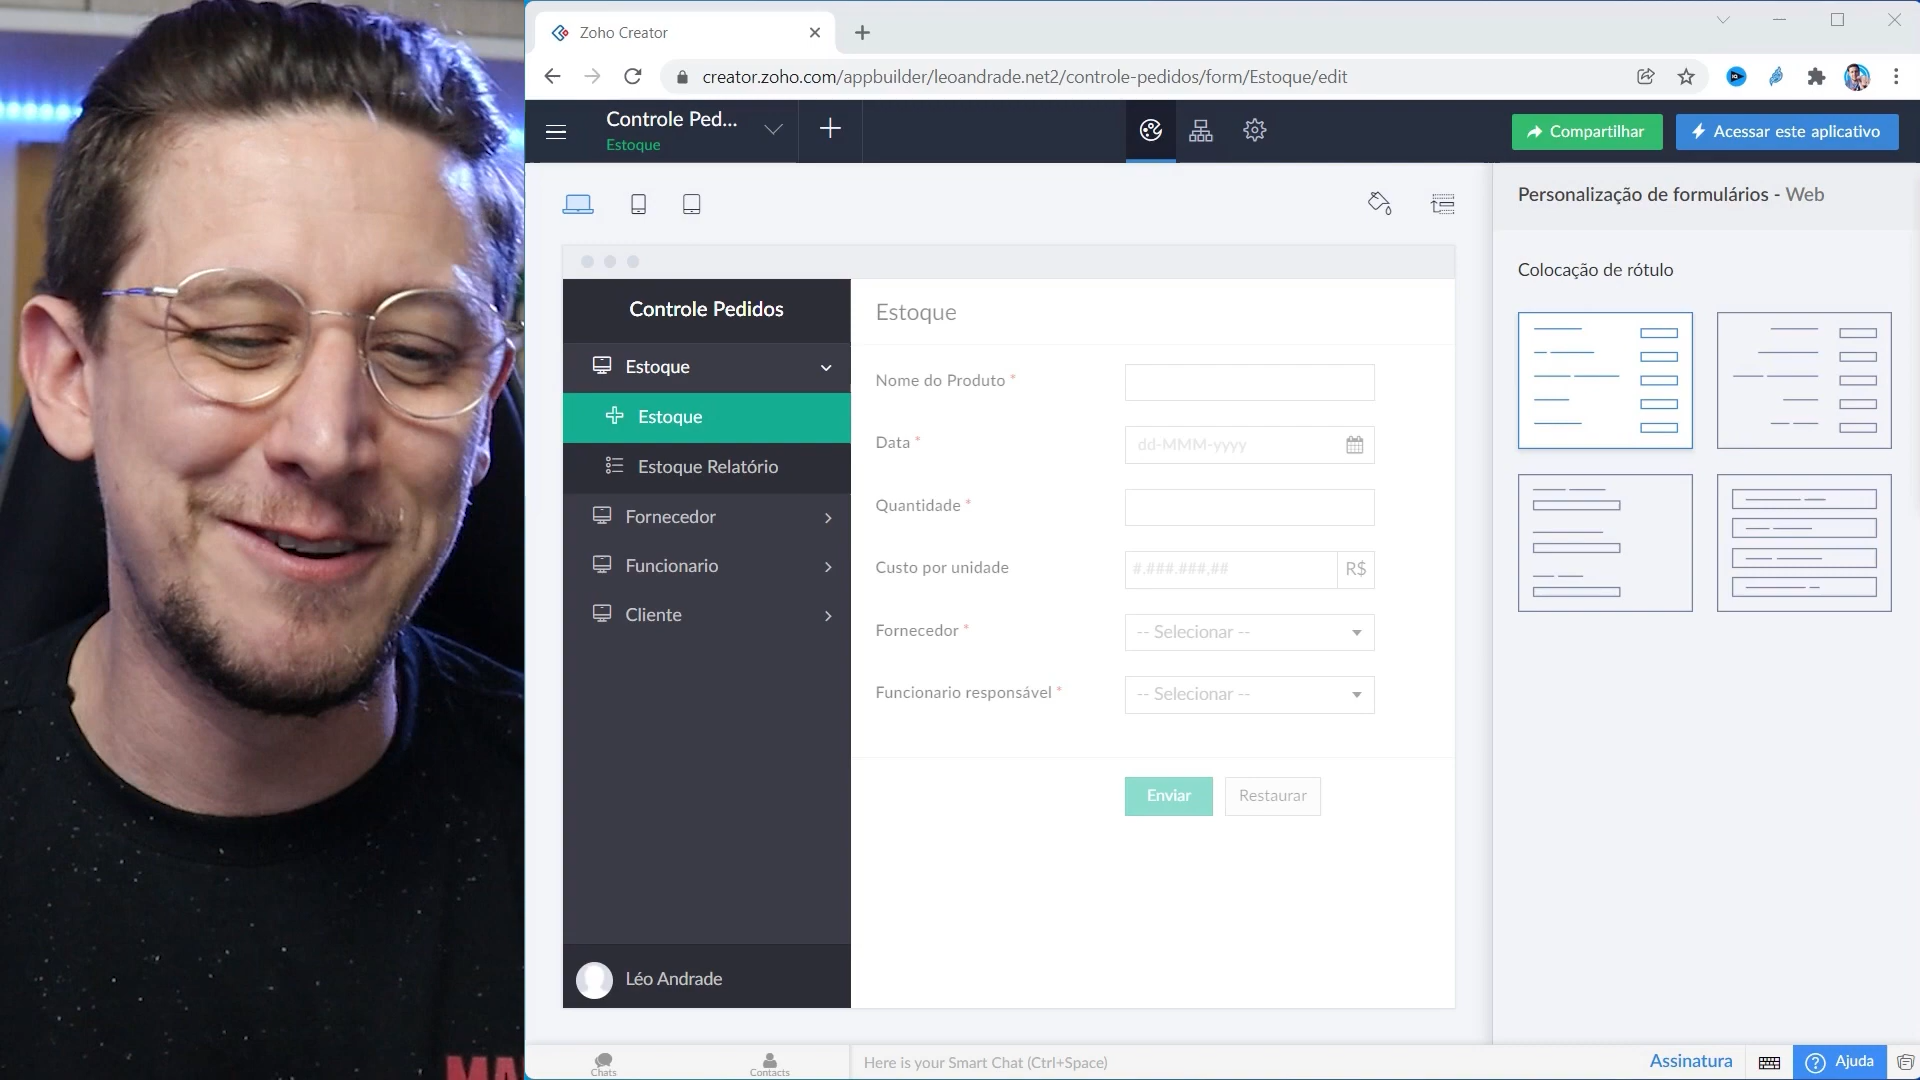 Zoho Creator
creator.zoho.com/appbuilder/leoandrade.net2/controle-pedidos/form/Estoque/edit
Controle Ped...
Estoque
Compartilhar
Acessar este aplicativo
Personalização de formulários - Web
Colocação de rótulo
Controle Pedidos
Estoque
Estoque
Estoque Relatório
Fornecedor
Funcionario
Cliente
Léo Andrade
Estoque
Nome do Produto *
Data *
dd-MMM-yyyy
Quantidade *
Custo por unidade
#.###.###,##
R$
Fornecedor *
-- Selecionar --
Funcionario responsável *
-- Selecionar --
Enviar
Restaurar
Chats
Contacts
Here is your Smart Chat (Ctrl+Space)
Assinatura
Ajuda